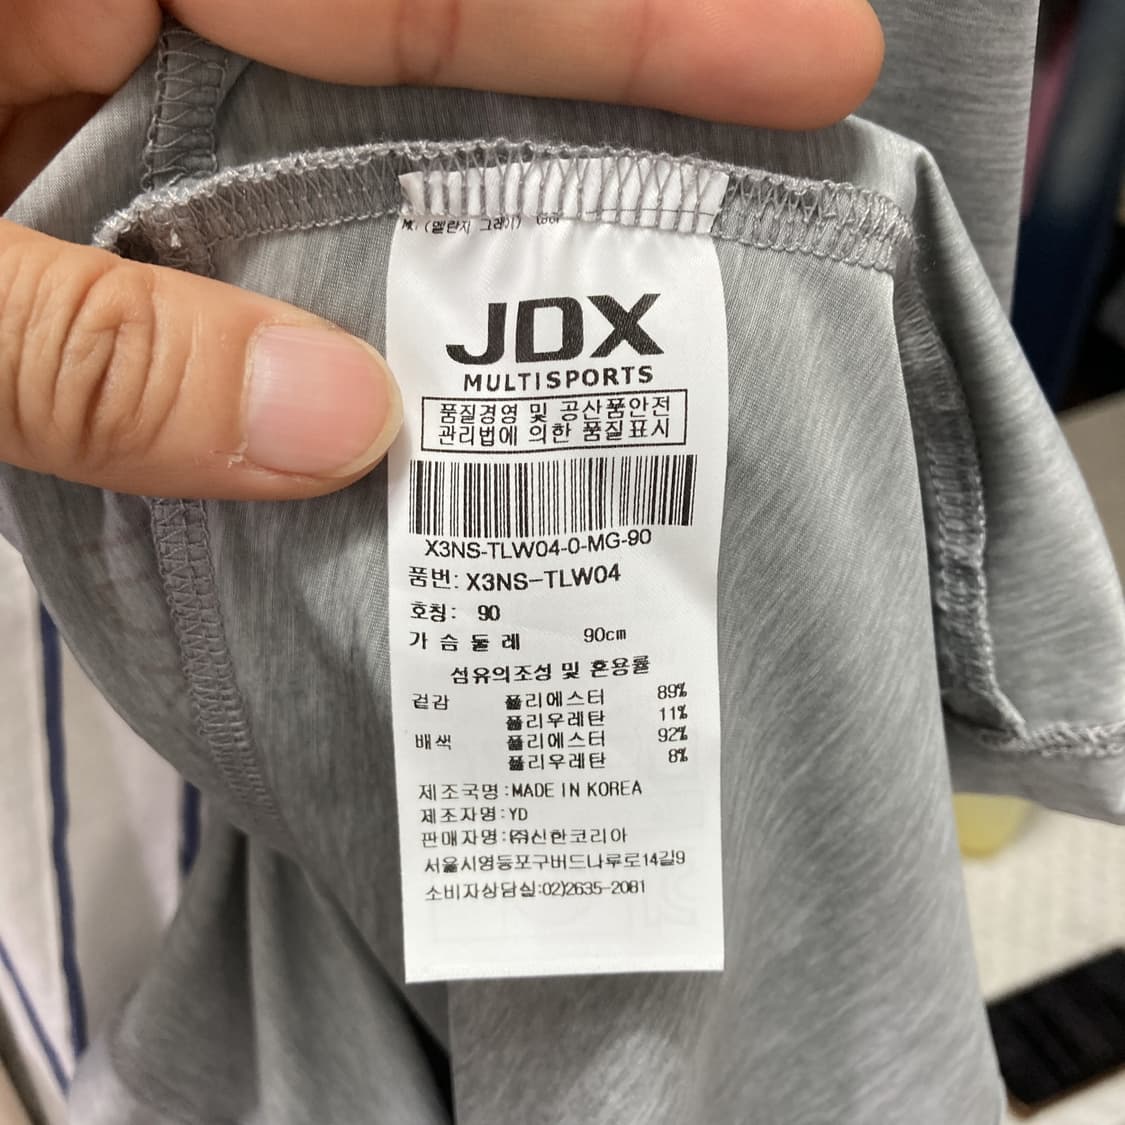 (멜란지 그레이)
JDX
MULTISPORTS
품질경영 및 공산품안전
관리법에 의한 품질표시
X3NS-TLW04-0-MG-90
품번: X3NS-TLW04
호칭: 90
가 슴 둘 레 90cm
섬유의조성 및 혼용률
겉감 폴리에스터 89%
폴리우레탄 11%
배색 폴리에스터 92%
폴리우레탄 8%
제조국명:MADE IN KOREA
제조자명:YD
판매자명:㈜신한코리아
서울시영등포구버드나루로14길9
소비자상담실:02)2635-2081